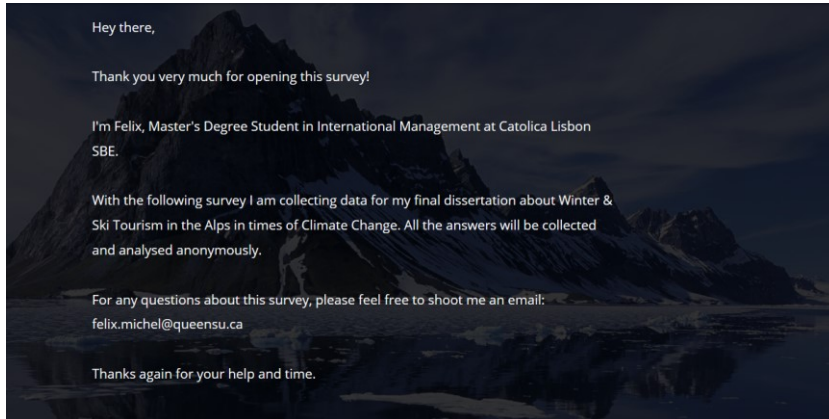 Hey there,
Thank you very much for opening this survey!
I'm Felix, Master's Degree Student in International Management at Catolica Lisbon
SBE.
With the following survey I am collecting data for my final dissertation about Winter &
Ski Tourism in the Alps in times of Climate Change. All the answers will be collected
and analysed anonymously.
For any questions about this survey, please feel free to shoot me an email:
felix.michel@queensu.ca
Thanks again for your help and time.